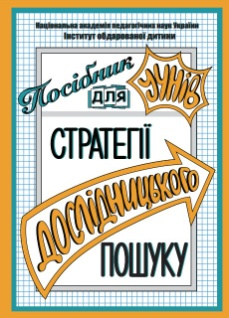 Національна академія педагогічних наук України
Інститут обдарованої дитини
Посібник
для
учнів
СТРАТЕГІЇ
ДОСЛІДНИЦЬКОГО
ПОШУКУ